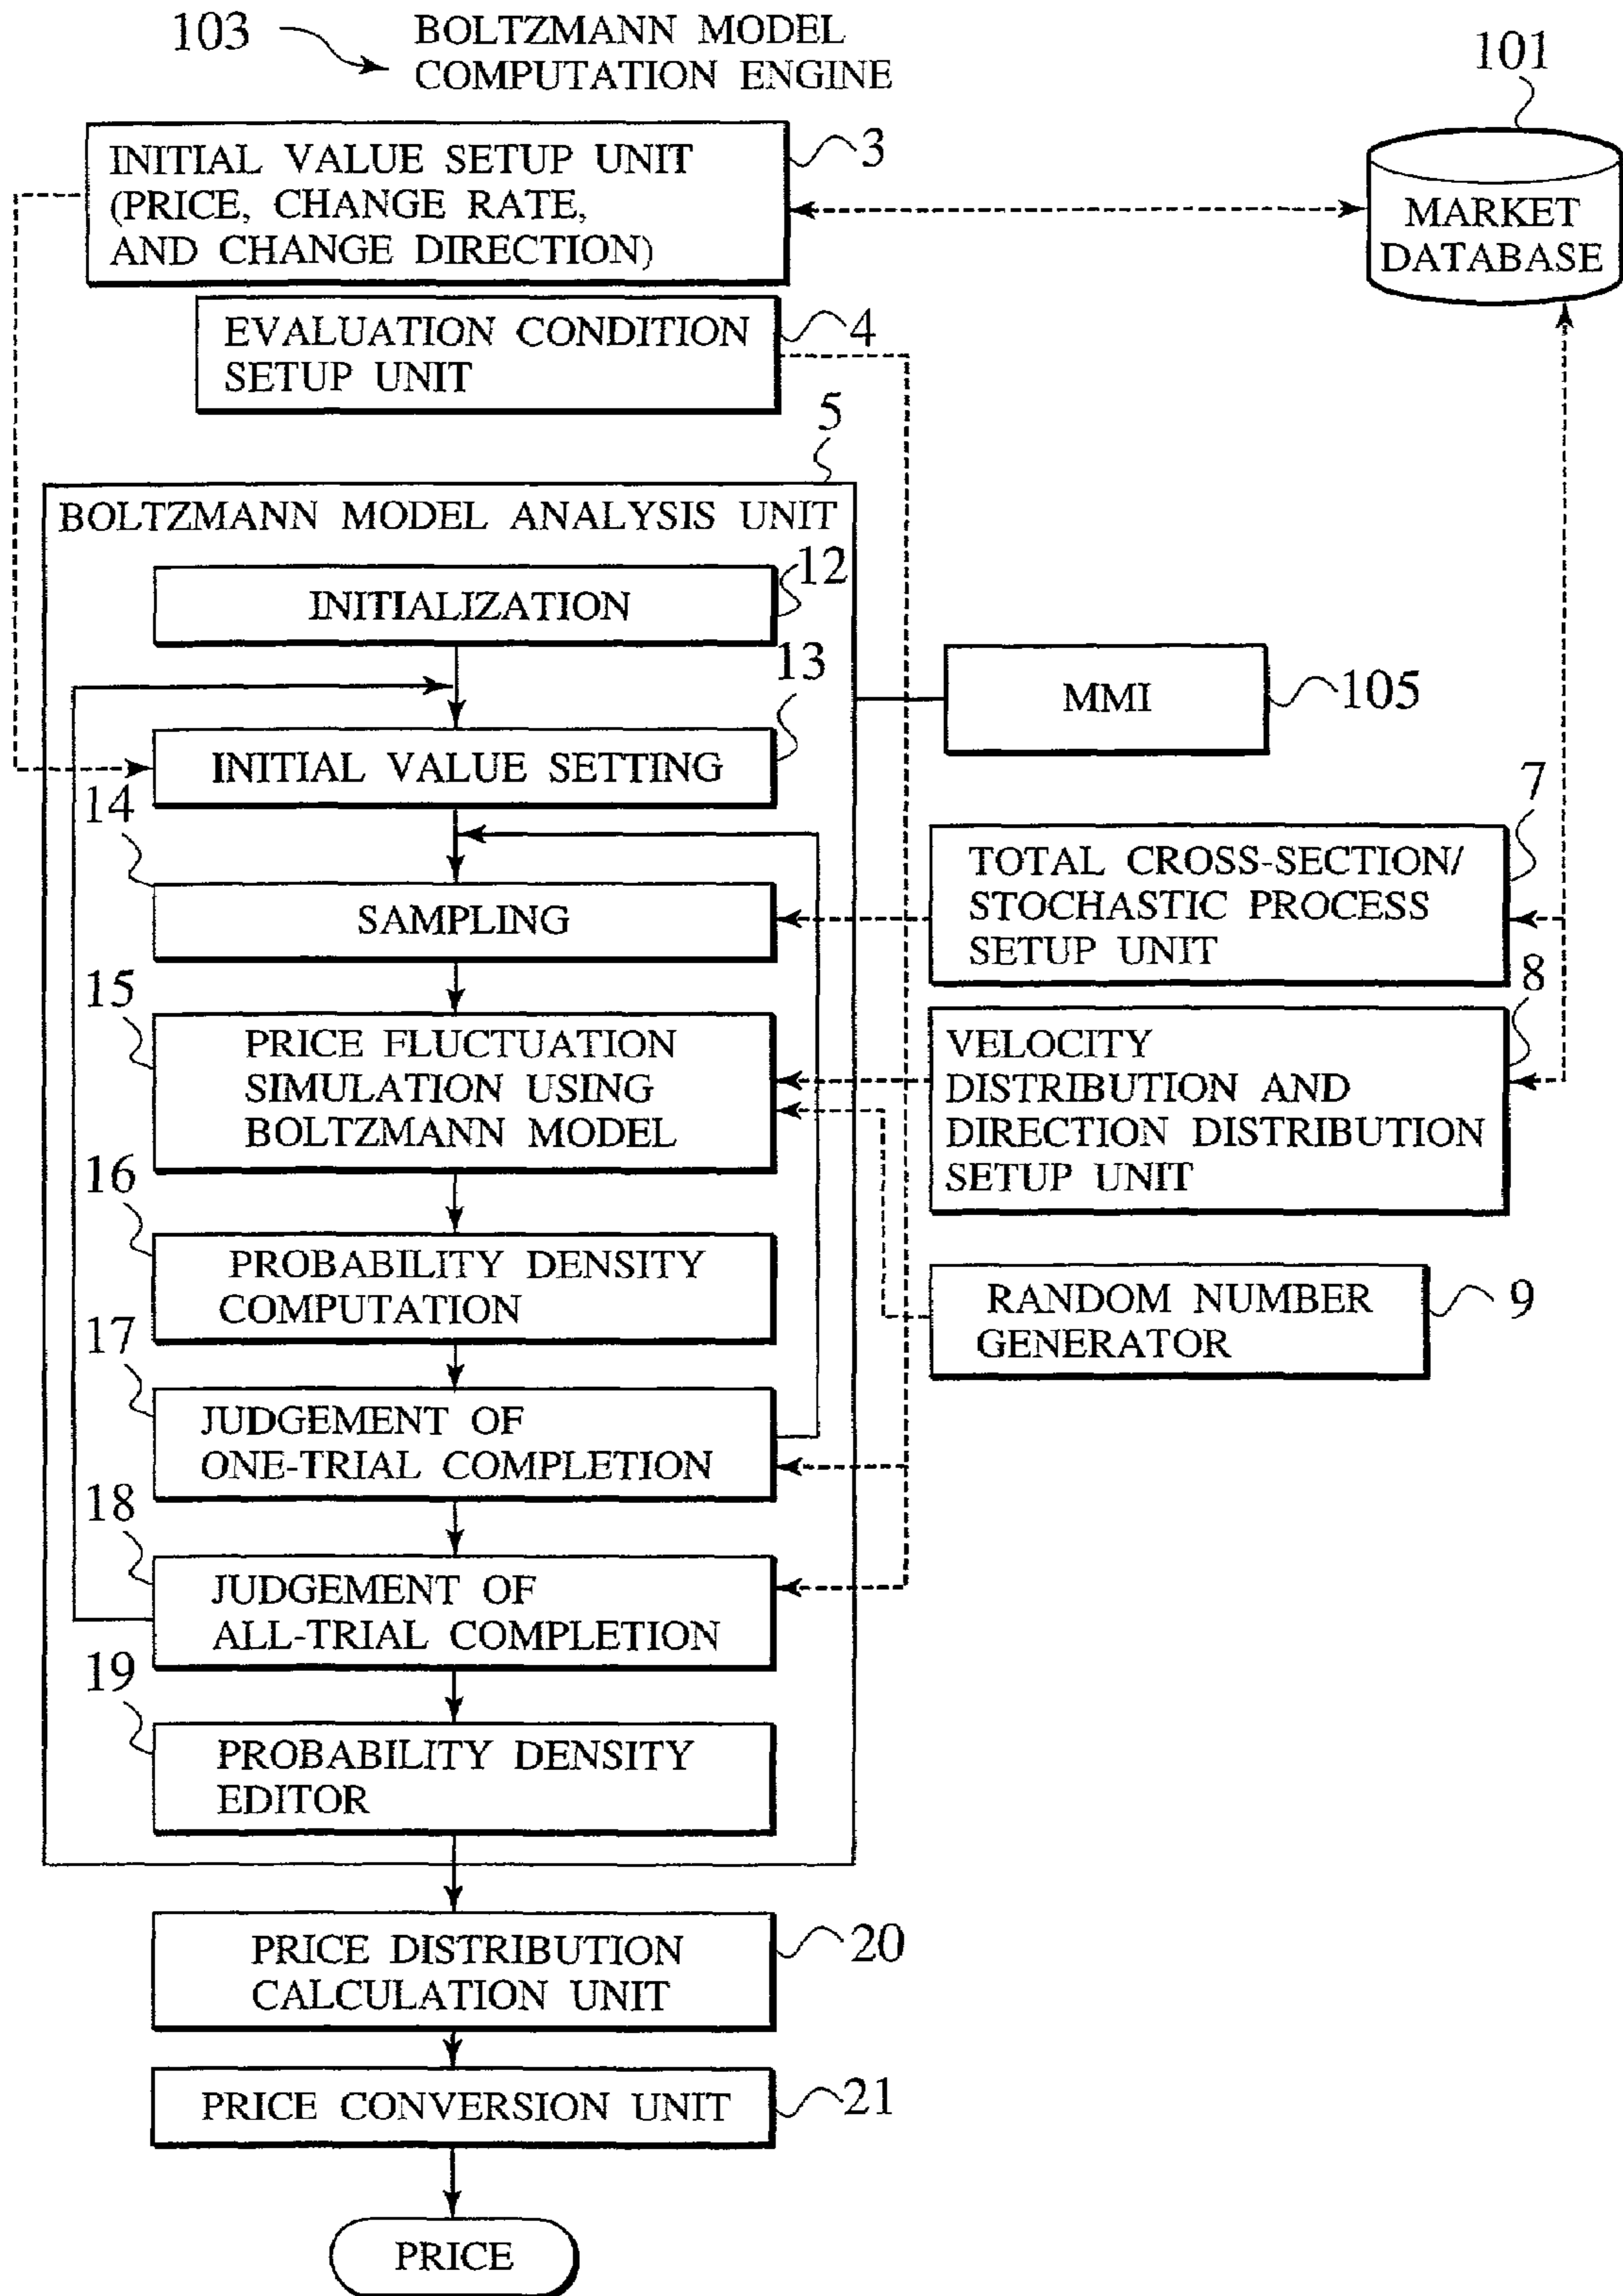 103
BOLTZMANN MODEL
COMPUTATION ENGINE
101
INITIAL VALUE SETUP UNIT
(PRICE, CHANGE RATE,
AND CHANGE DIRECTION)
3
MARKET
DATABASE
EVALUATION CONDITION
SETUP UNIT
4
5
BOLTZMANN MODEL ANALYSIS UNIT
INITIALIZATION
12
13
MMI
105
INITIAL VALUE SETTING
14
7
TOTAL CROSS-SECTION/
STOCHASTIC PROCESS
SETUP UNIT
SAMPLING
15
8
PRICE FLUCTUATION
SIMULATION USING
BOLTZMANN MODEL
VELOCITY
DISTRIBUTION AND
DIRECTION DISTRIBUTION
SETUP UNIT
16
PROBABILITY DENSITY
COMPUTATION
RANDOM NUMBER
GENERATOR
9
17
JUDGEMENT OF
ONE-TRIAL COMPLETION
18
JUDGEMENT OF
ALL-TRIAL COMPLETION
19
PROBABILITY DENSITY
EDITOR
PRICE DISTRIBUTION
CALCULATION UNIT
20
PRICE CONVERSION UNIT
21
PRICE